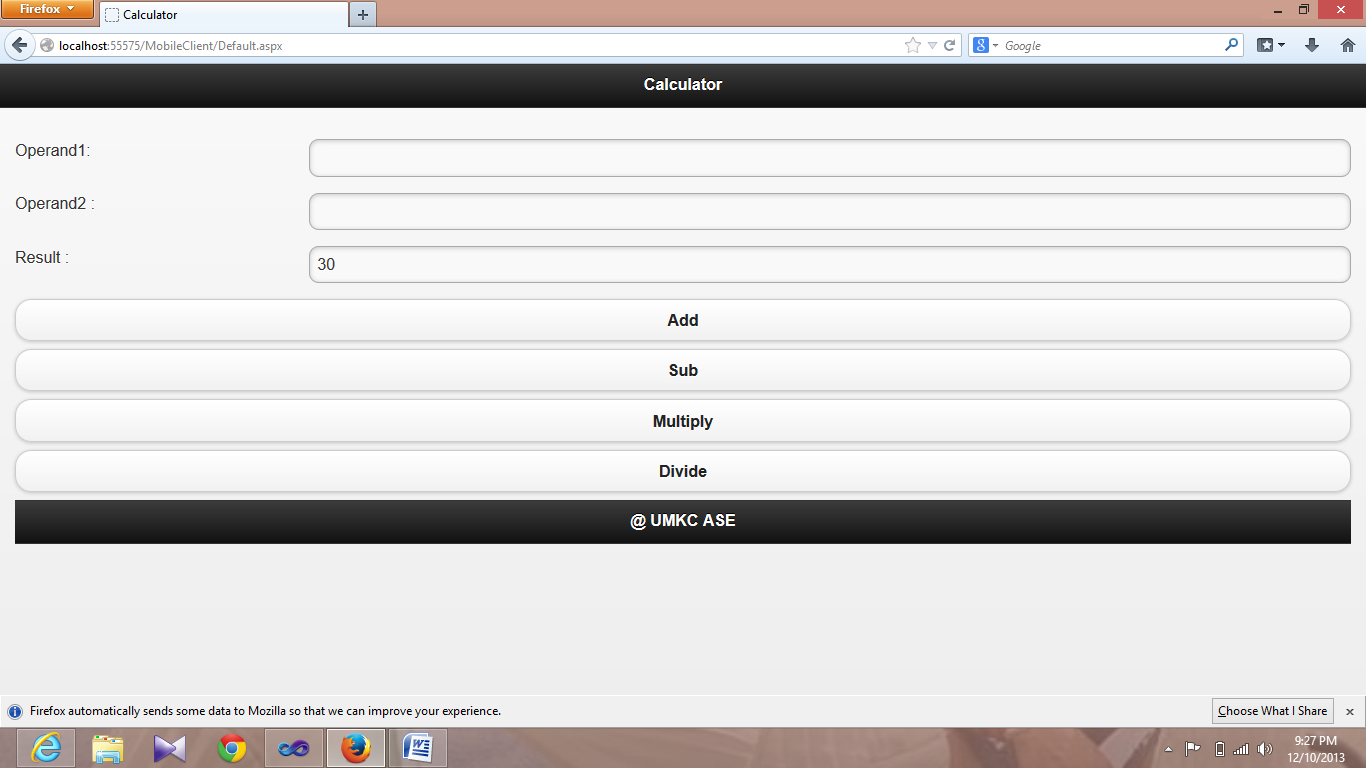 Firefox
Calculator
localhost:55575/MobileClient/Default.aspx
Google
Calculator
Operand1:
Operand2 :
Result :
30
Add
Sub
Multiply
Divide
@ UMKC ASE
Firefox automatically sends some data to Mozilla so that we can improve your experience.
Choose What I Share
9:27 PM
12/10/2013